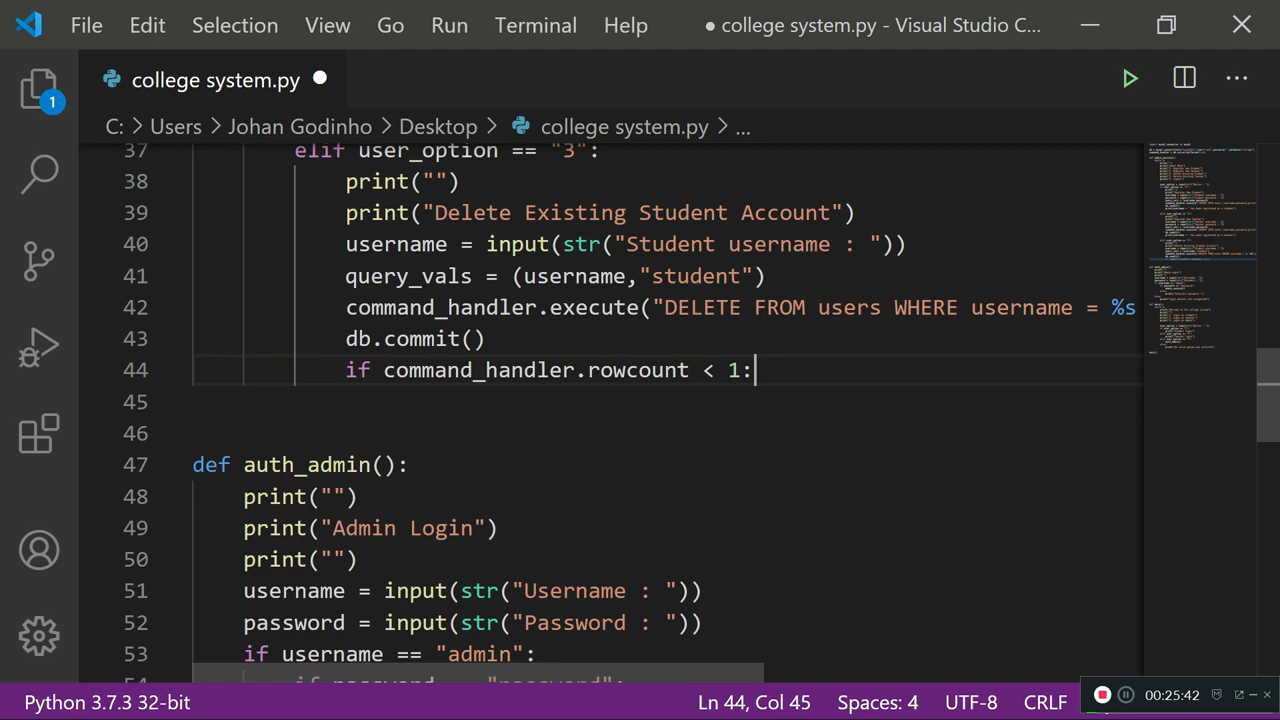 File Edit Selection View Go Run Terminal Help ● college system.py - Visual Studio C...
college system.py
1
C: > Users > Johan Godinho > Desktop > college system.py > ...
37 elif user_option == "3":
38 print("")
39 print("Delete Existing Student Account")
40 username = input(str("Student username : "))
41 query_vals = (username,"student")
42 command_handler.execute("DELETE FROM users WHERE username = %s
43 db.commit()
44 if command_handler.rowcount < 1:
45
46
47 def auth_admin():
48 print("")
49 print("Admin Login")
50 print("")
51 username = input(str("Username : "))
52 password = input(str("Password : "))
53 if username == "admin":
Python 3.7.3 32-bit Ln 44, Col 45 Spaces: 4 UTF-8 CRLF 00:25:42